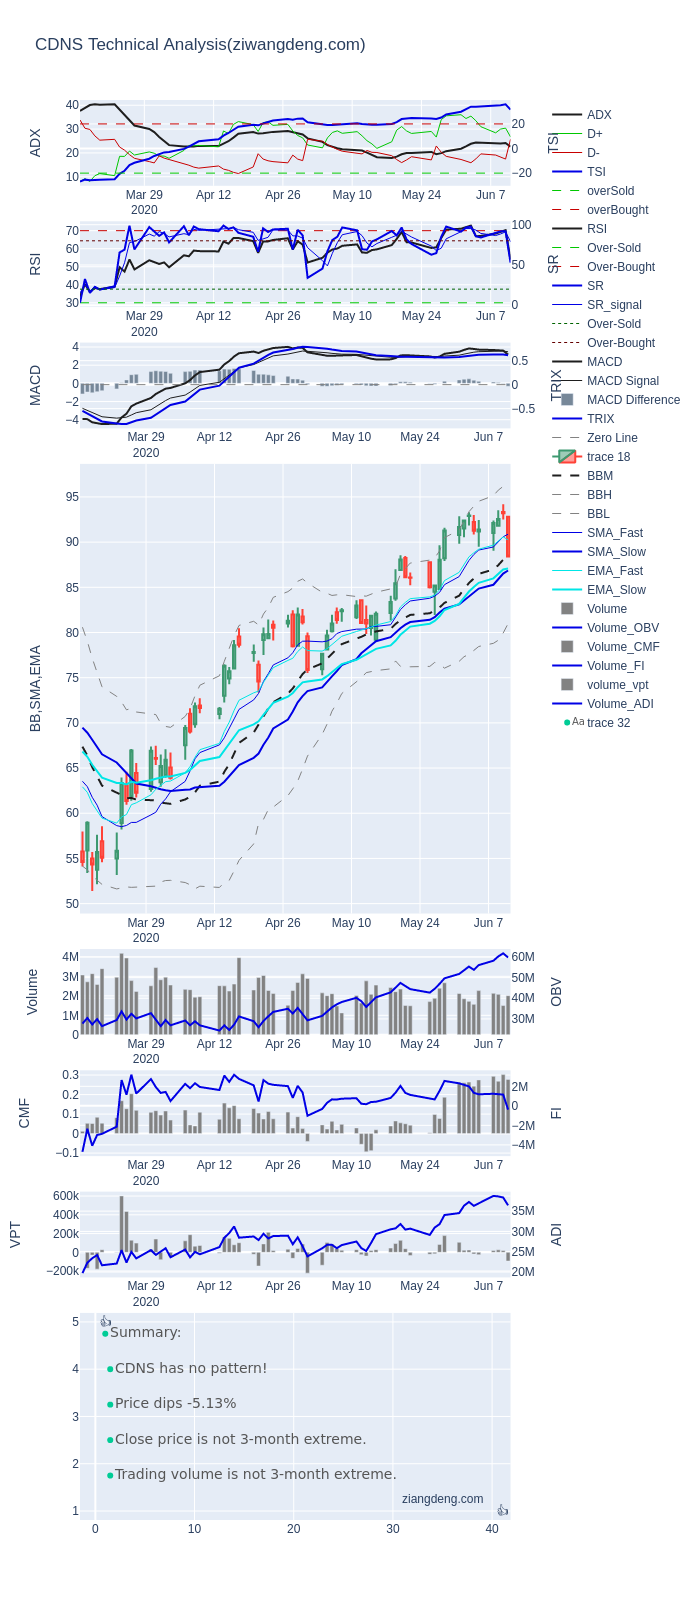 CDNS Technical Analysis(ziwangdeng.com)
40
30
20
10
ADX
20
0
−20
TSI
Mar 29
2020
Apr 12
Apr 26
May 10
May 24
Jun 7
70
60
50
40
30
RSI
100
50
0
SR
Mar 29
2020
Apr 12
Apr 26
May 10
May 24
Jun 7
4
2
0
−2
−4
MACD
0.5
0
−0.5
TRIX
Mar 29
2020
Apr 12
Apr 26
May 10
May 24
Jun 7
95
90
85
80
75
70
65
60
55
50
BB,SMA,EMA
Mar 29
2020
Apr 12
Apr 26
May 10
May 24
Jun 7
4M
3M
2M
1M
0
Volume
60M
50M
40M
30M
OBV
Mar 29
2020
Apr 12
Apr 26
May 10
May 24
Jun 7
0.3
0.2
0.1
0
−0.1
CMF
2M
0
−2M
−4M
FI
Mar 29
2020
Apr 12
Apr 26
May 10
May 24
Jun 7
600k
400k
200k
0
−200k
VPT
35M
30M
25M
20M
ADI
Mar 29
2020
Apr 12
Apr 26
May 10
May 24
Jun 7
5
4
3
2
1
Summary:
CDNS has no pattern!
Price dips -5.13%
Close price is not 3-month extreme.
Trading volume is not 3-month extreme.
ziangdeng.com
0
10
20
30
40
ADX
D+
D-
TSI
overSold
overBought
RSI
Over-Sold
Over-Bought
SR
SR_signal
Over-Sold
Over-Bought
MACD
MACD Signal
MACD Difference
TRIX
Zero Line
trace 18
BBM
BBH
BBL
SMA_Fast
SMA_Slow
EMA_Fast
EMA_Slow
Volume
Volume_OBV
Volume_CMF
Volume_FI
volume_vpt
Volume_ADI
Aa trace 32